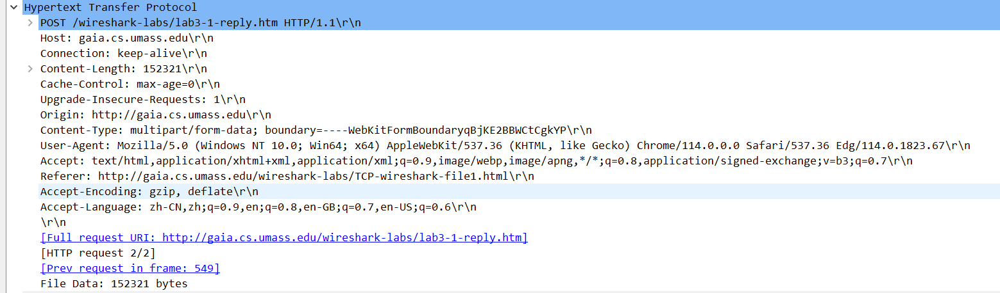 Hypertext Transfer Protocol
POST /wireshark-labs/lab3-1-reply.htm HTTP/1.1\r\n
Host: gaia.cs.umass.edu\r\n
Connection: keep-alive\r\n
Content-Length: 152321\r\n
Cache-Control: max-age=0\r\n
Upgrade-Insecure-Requests: 1\r\n
Origin: http://gaia.cs.umass.edu\r\n
Content-Type: multipart/form-data; boundary=----WebKitFormBoundaryqBjKE2BBWCtCgkYP\r\n
User-Agent: Mozilla/5.0 (Windows NT 10.0; Win64; x64) AppleWebKit/537.36 (KHTML, like Gecko) Chrome/114.0.0.0 Safari/537.36 Edg/114.0.1823.67\r\n
Accept: text/html,application/xhtml+xml,application/xml;q=0.9,image/webp,image/apng,*/*;q=0.8,application/signed-exchange;v=b3;q=0.7\r\n
Referer: http://gaia.cs.umass.edu/wireshark-labs/TCP-wireshark-file1.html\r\n
Accept-Encoding: gzip, deflate\r\n
Accept-Language: zh-CN,zh;q=0.9,en;q=0.8,en-GB;q=0.7,en-US;q=0.6\r\n
\r\n
[Full request URI: http://gaia.cs.umass.edu/wireshark-labs/lab3-1-reply.htm]
[HTTP request 2/2]
[Prev request in frame: 549]
File Data: 152321 bytes